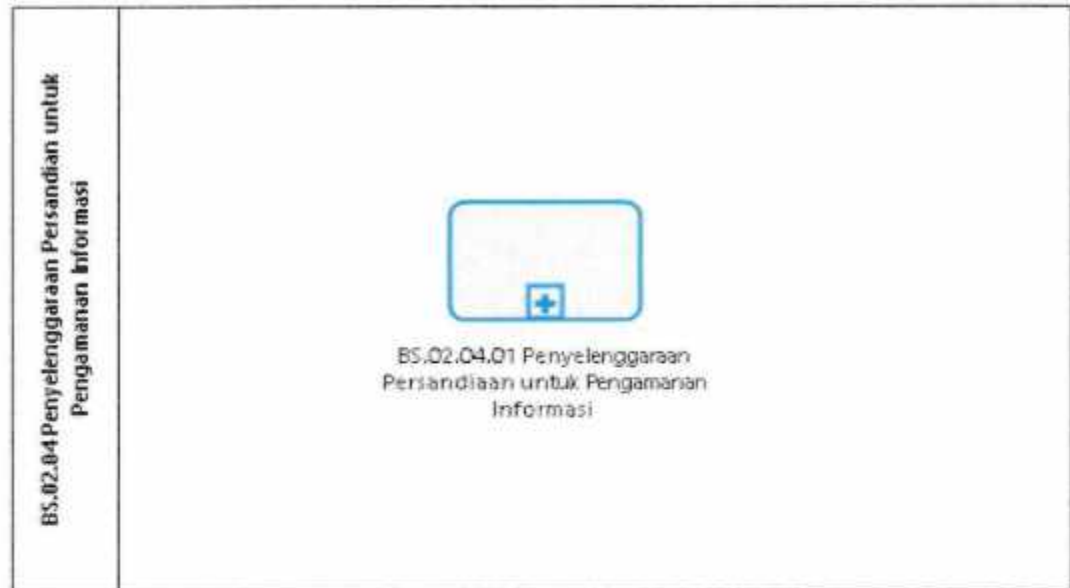 BS.02.04 Penyelenggaraan Persandian untuk
Pengamanan Informasi
BS.02.04.01 Penyelenggaraan
Persandiaan untuk Pengamanan
Informasi